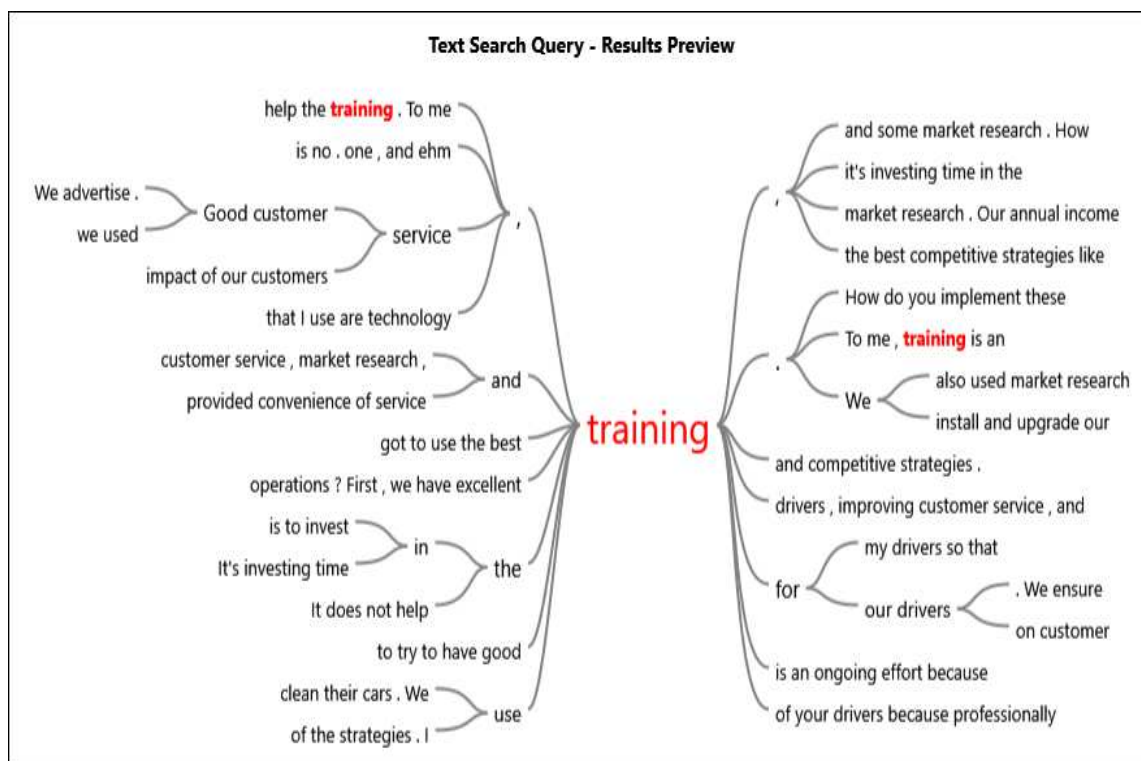 Text Search Query - Results Preview
help the training . To me
is no . one , and ehm
We advertise .
we used
Good customer
impact of our customers
service
that I use are technology
,
customer service , market research ,
provided convenience of service
and
got to use the best
operations ? First , we have excellent
is to invest
It's investing time
in
It does not help
the
to try to have good
clean their cars . We
of the strategies . I
use
training
,
and some market research . How
it's investing time in the
market research . Our annual income
the best competitive strategies like
.
How do you implement these
To me , training is an
We
also used market research
install and upgrade our
and competitive strategies .
drivers , improving customer service , and
for
my drivers so that
our drivers
. We ensure
on customer
is an ongoing effort because
of your drivers because professionally